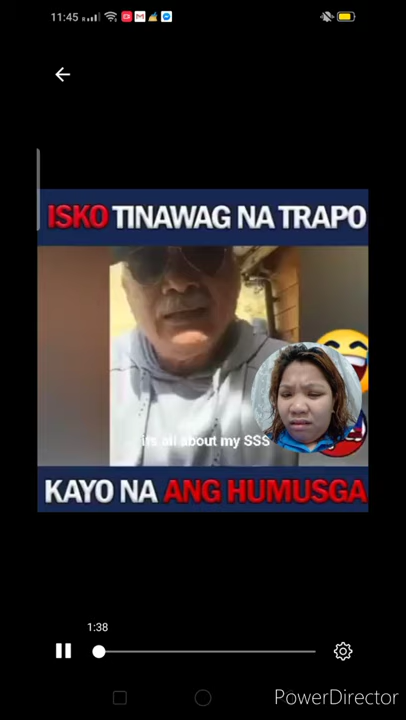 11:45
ISKO TINAWAG NA TRAPO
its all about my SSS
KAYO NA ANG HUMUSGA
1:38
PowerDirector